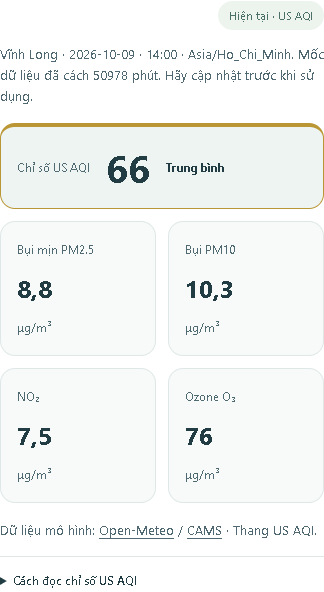 Hiện tại · US AQI
Vĩnh Long · 2026-10-09 · 14:00 · Asia/Ho_Chi_Minh. Mốc
dữ liệu đã cách 50978 phút. Hãy cập nhật trước khi sử
dụng.
Chỉ số US AQI 66 Trung bình
Bụi mịn PM2.5
8,8
µg/m³
Bụi PM10
10,3
µg/m³
NO₂
7,5
µg/m³
Ozone O₃
76
µg/m³
Dữ liệu mô hình: Open-Meteo / CAMS · Thang US AQI.
Cách đọc chỉ số US AQI